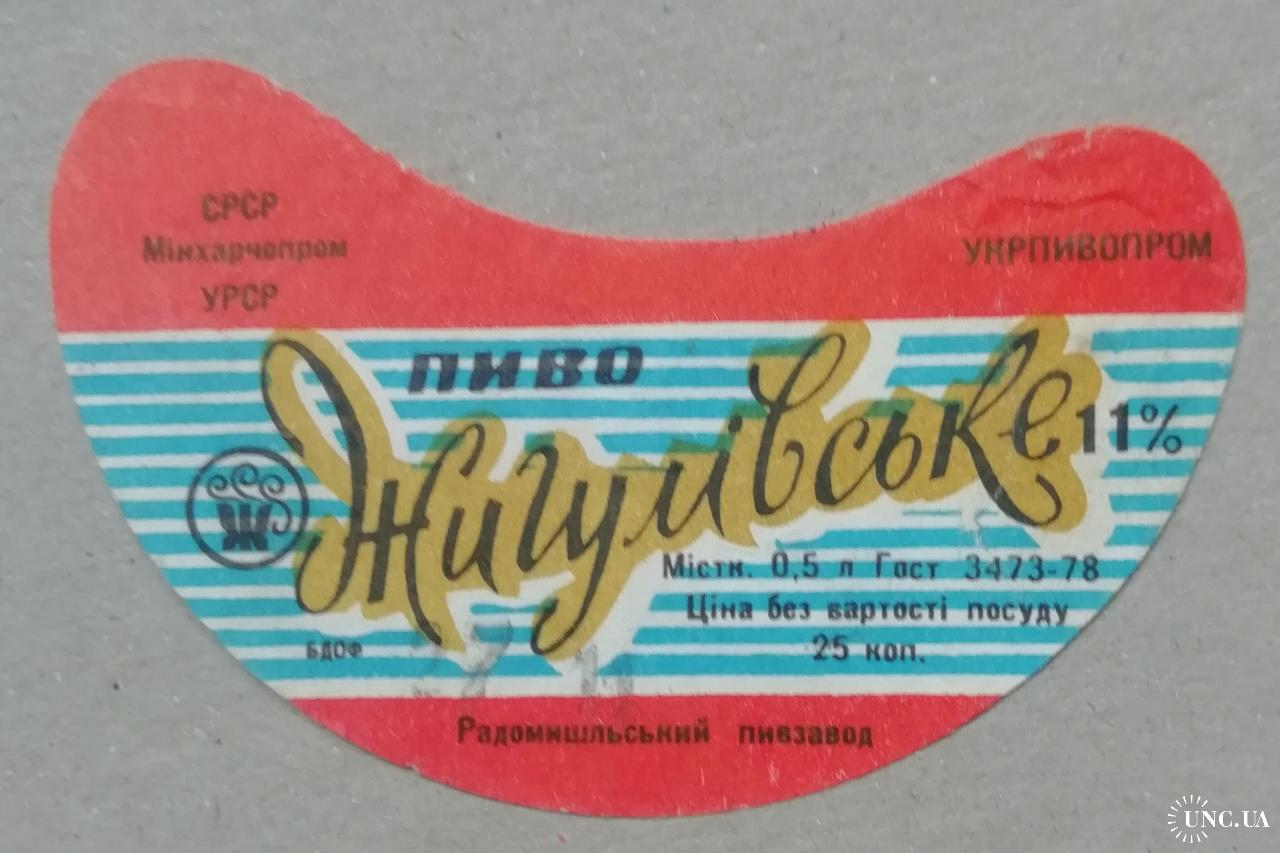 СРСР
Мінхарчопром
УРСР
УКРПИВОПРОМ
пиво
Жигулівське 11%
Ж
Містк. 0,5 л Гост 3473-78
Ціна без вартості посуду
25 коп.
БДОФ
Радомишльський пивзавод
UNC.UA